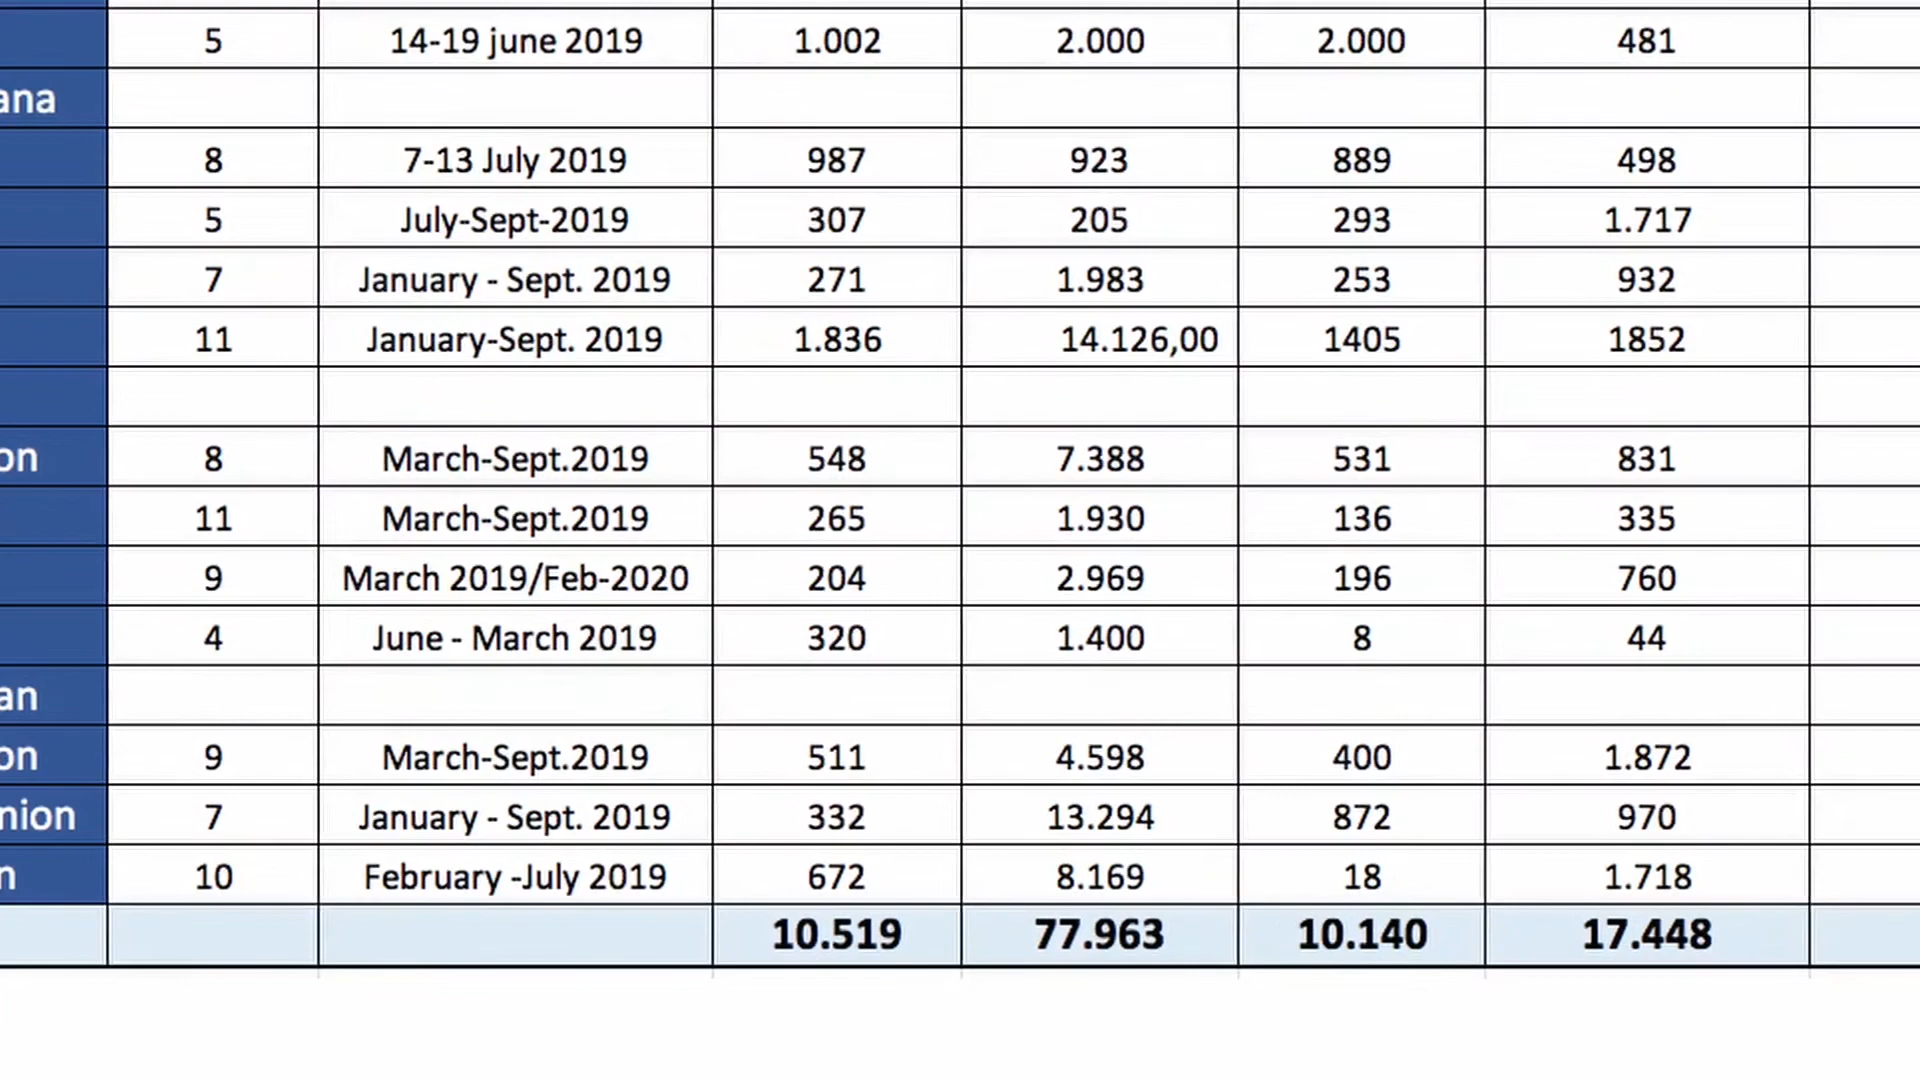 5 14-19 june 2019 1.002 2.000 2.000 481
ana
8 7-13 July 2019 987 923 889 498
5 July-Sept-2019 307 205 293 1.717
7 January - Sept. 2019 271 1.983 253 932
11 January-Sept. 2019 1.836 14.126,00 1405 1852
on 8 March-Sept.2019 548 7.388 531 831
11 March-Sept.2019 265 1.930 136 335
9 March 2019/Feb-2020 204 2.969 196 760
4 June - March 2019 320 1.400 8 44
an
on 9 March-Sept.2019 511 4.598 400 1.872
nion 7 January - Sept. 2019 332 13.294 872 970
n 10 February -July 2019 672 8.169 18 1.718
10.519 77.963 10.140 17.448